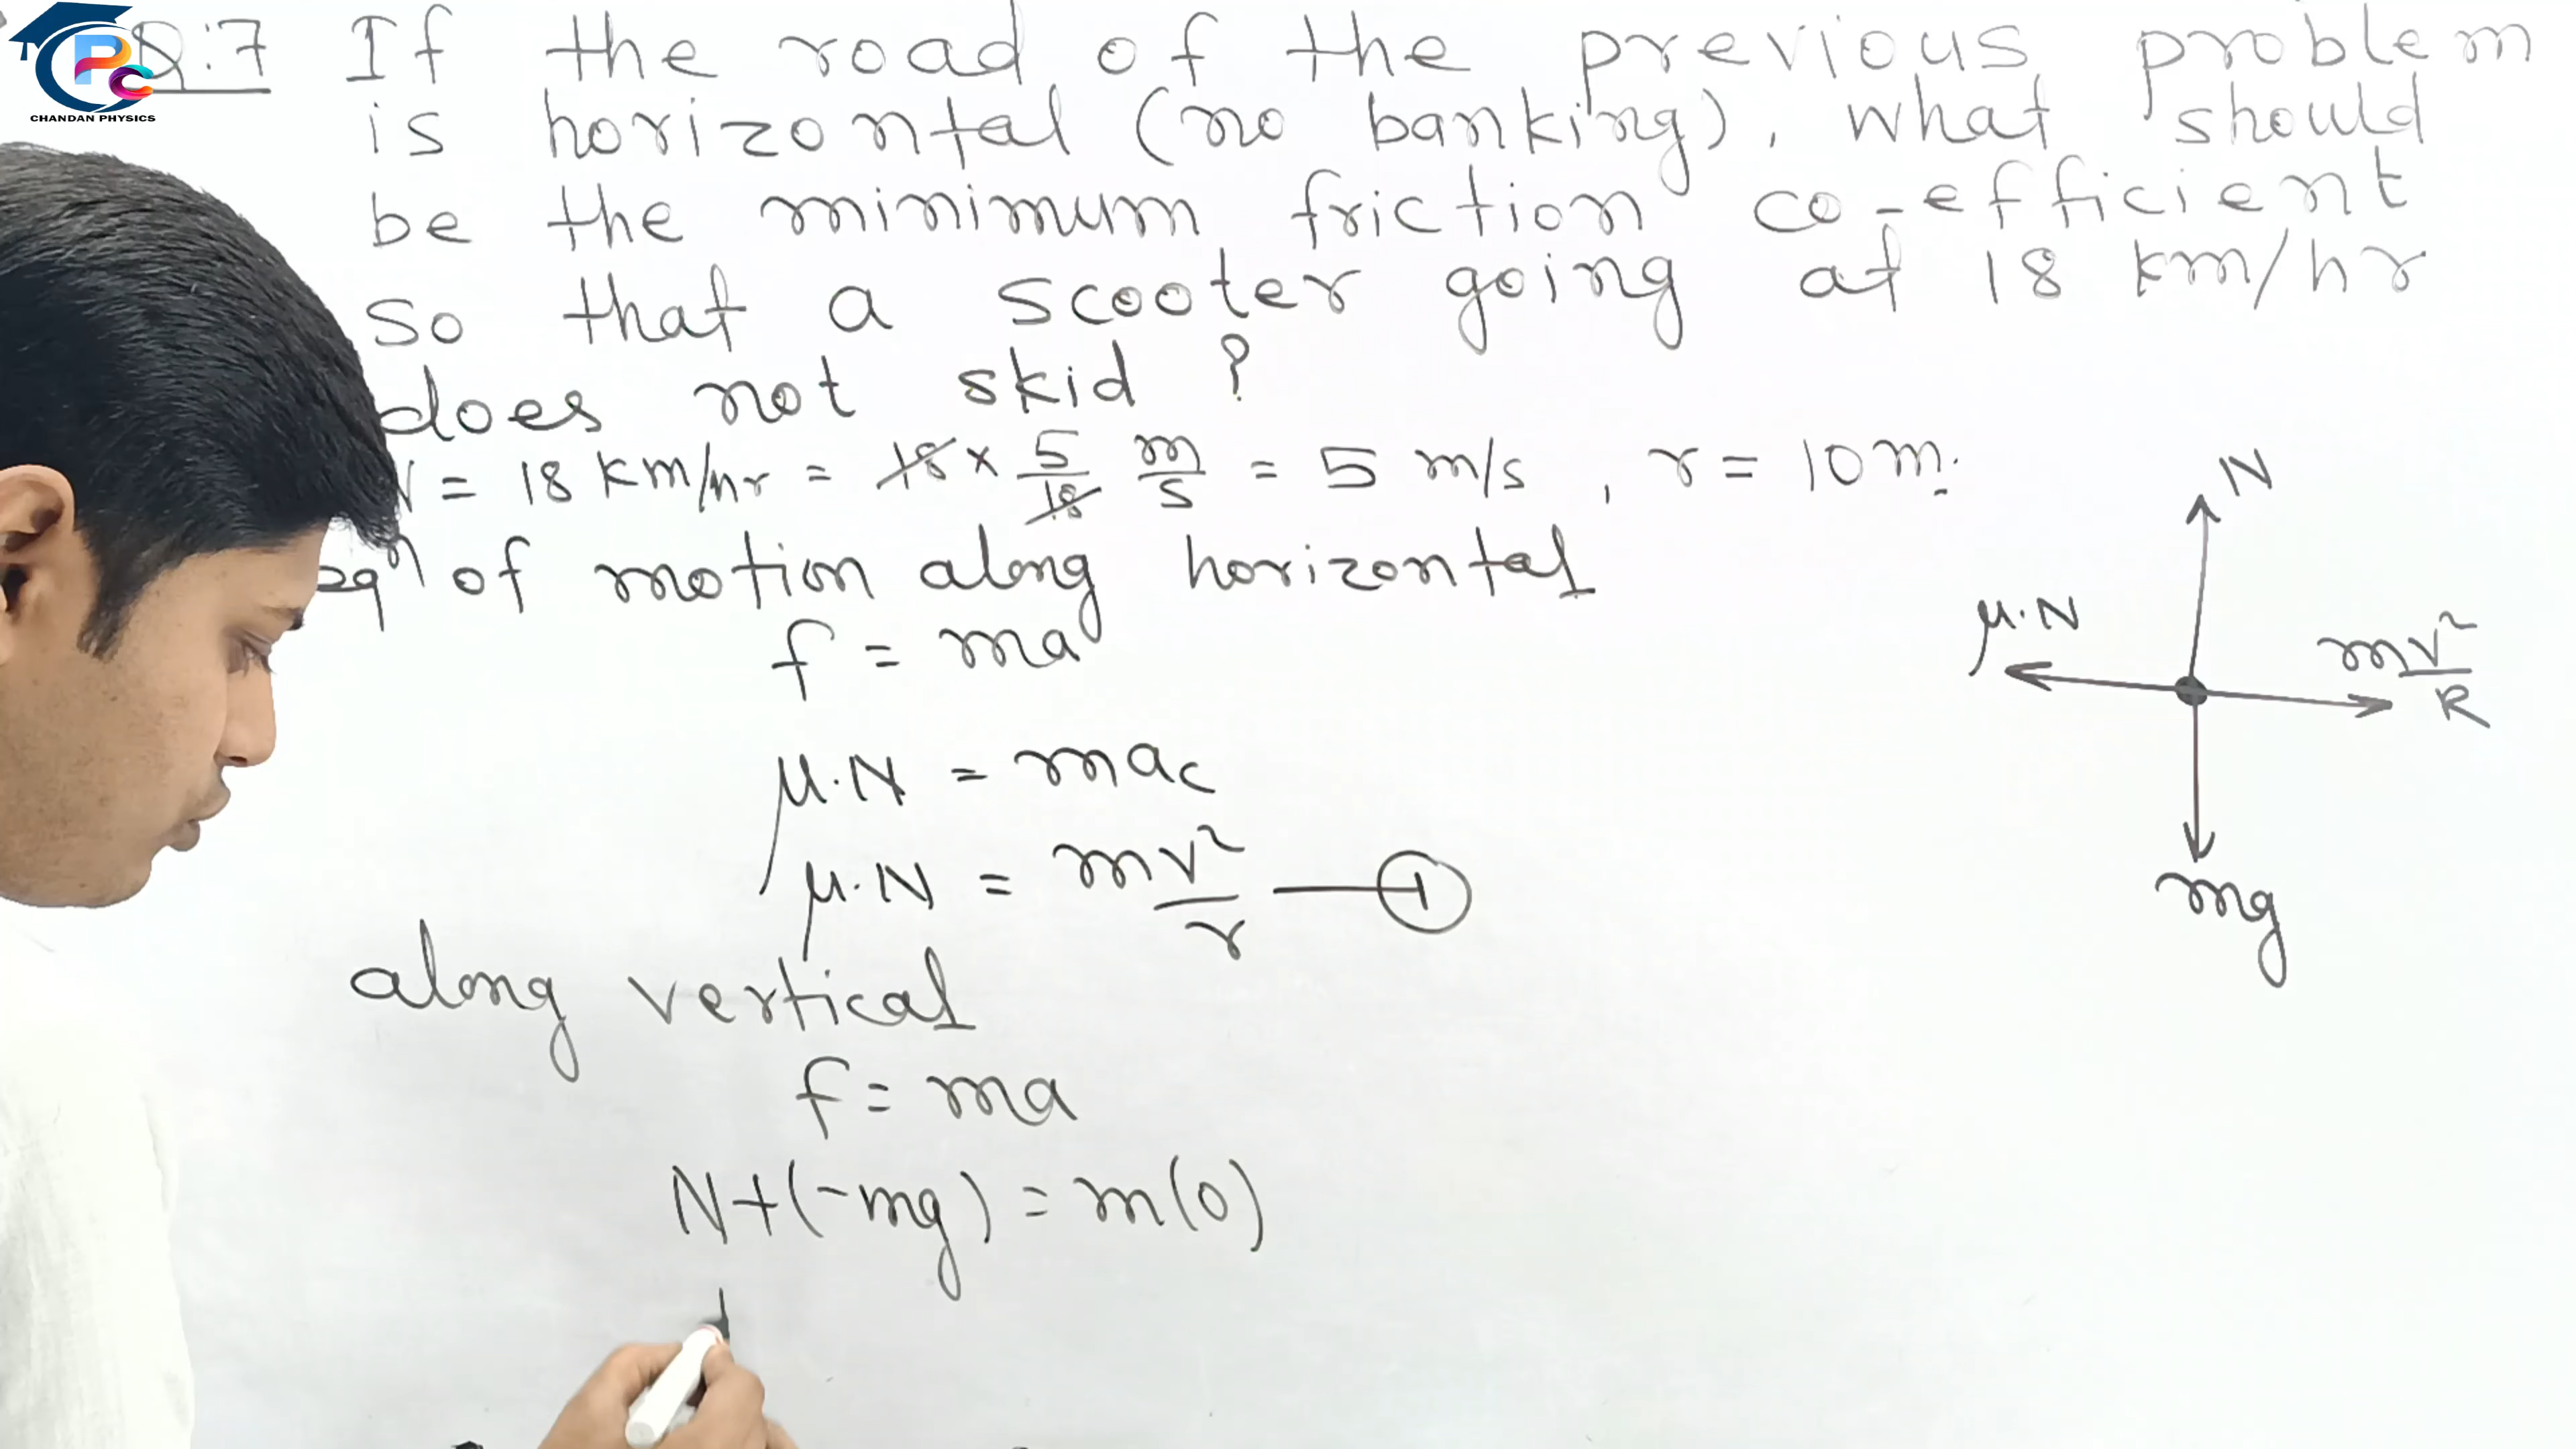 PC
CHANDAN PHYSICS
Q:7 If the road of the previous problem
is horizontal (no banking), what should
be the minimum friction co-efficient
so that a scooter going at 18 km/hr
does not skid ?
V = 18 km/hr = 18 × 5/18 m/s = 5 m/s , r = 10 m.
eqⁿ of motion along horizontal
f = ma
μ.N = mac
μ.N = mv²/r — 1
along vertical
f = ma
N+(-mg) = m(0)
N
μ.N
mv²/R
mg